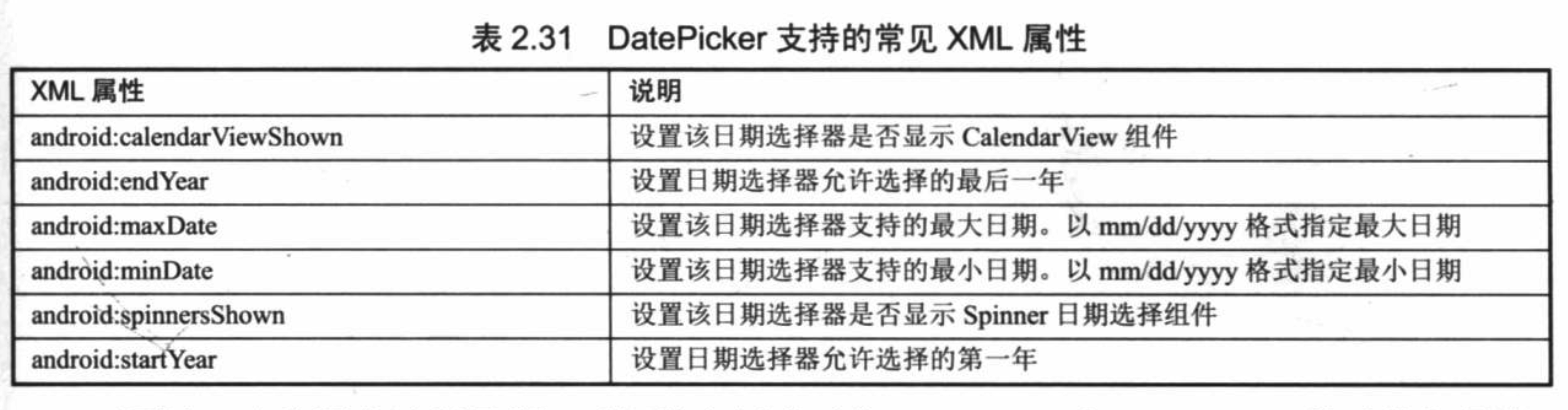 表 2.31 DatePicker 支持的常见 XML 属性
XML 属性 说明
android:calendarViewShown 设置该日期选择器是否显示 CalendarView 组件
android:endYear 设置日期选择器允许选择的最后一年
android:maxDate 设置该日期选择器支持的最大日期。以 mm/dd/yyyy 格式指定最大日期
android:minDate 设置该日期选择器支持的最小日期。以 mm/dd/yyyy 格式指定最小日期
android:spinnersShown 设置该日期选择器是否显示 Spinner 日期选择组件
android:startYear 设置日期选择器允许选择的第一年